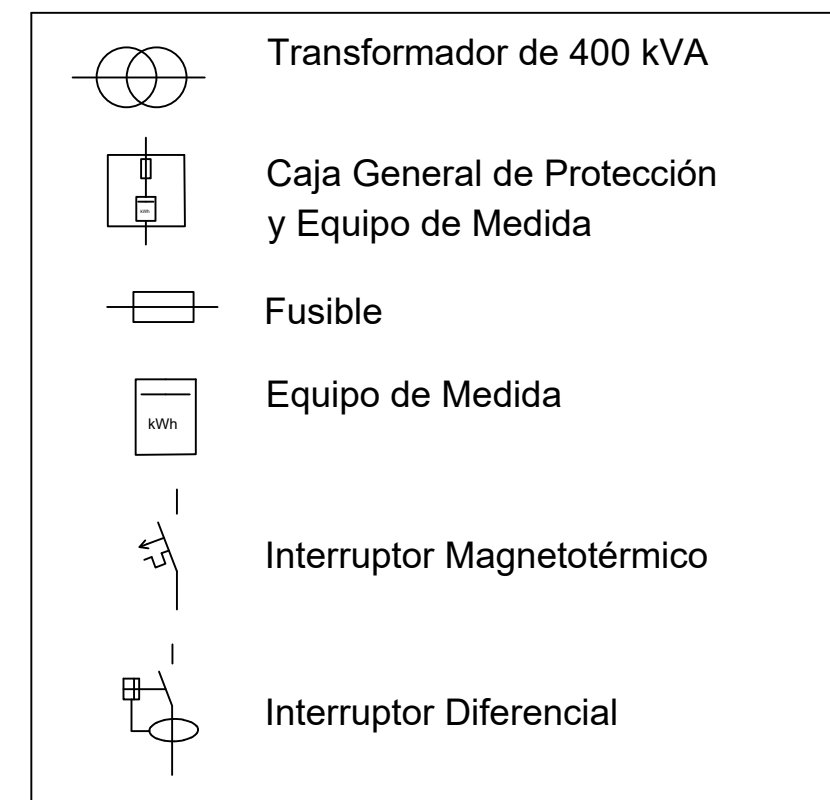 Transformador de 400 kVA
Caja General de Protección
y Equipo de Medida
kWh
Fusible
Equipo de Medida
kWh
Interruptor Magnetotérmico
Interruptor Diferencial